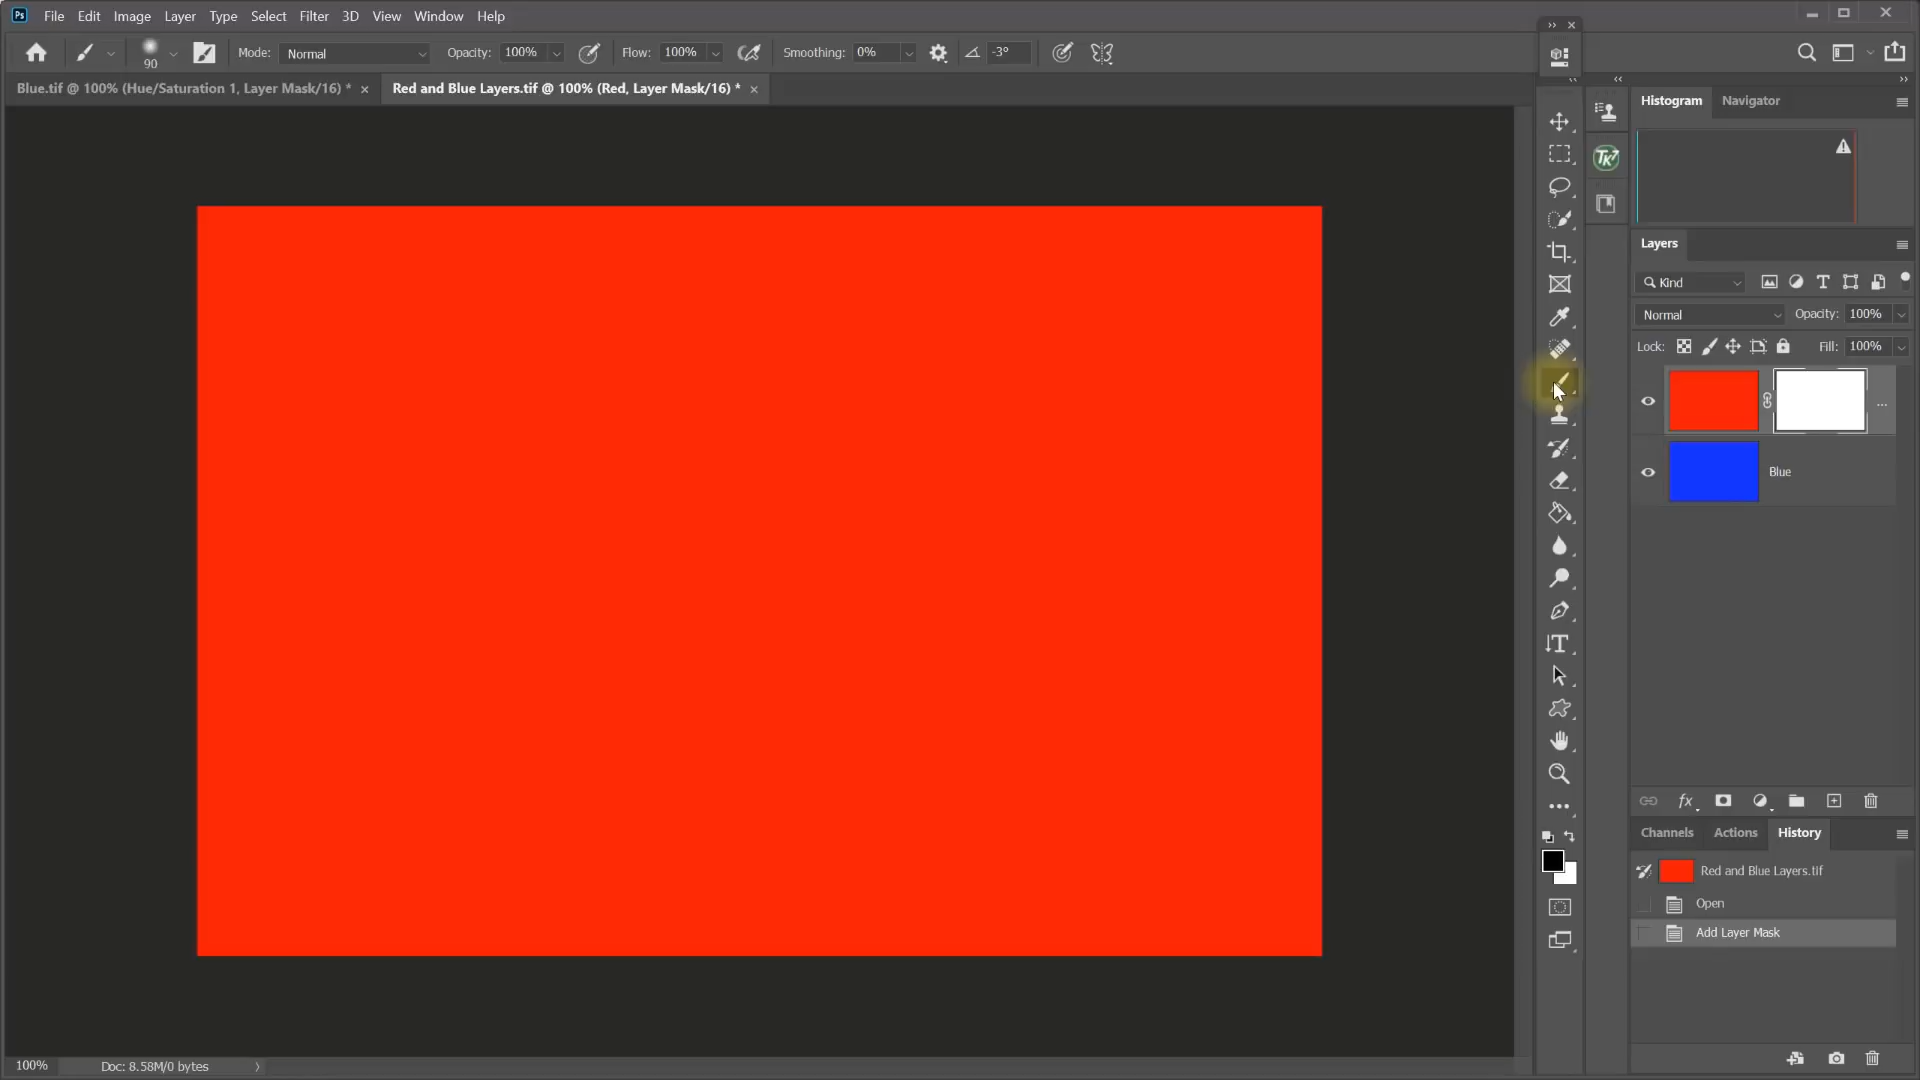 Ps File Edit Image Layer Type Select Filter 3D View Window Help
90 Mode: Normal Opacity: 100% Flow: 100% Smoothing: 0% -3°
Blue.tif @ 100% (Hue/Saturation 1, Layer Mask/16) * × Red and Blue Layers.tif @ 100% (Red, Layer Mask/16) * ×
Histogram Navigator
TK7
Layers
Kind
Normal Opacity: 100%
Lock: Fill: 100%
...
Blue
fx
Channels Actions History
Red and Blue Layers.tif
Open
Add Layer Mask
100% Doc: 8.58M/0 bytes